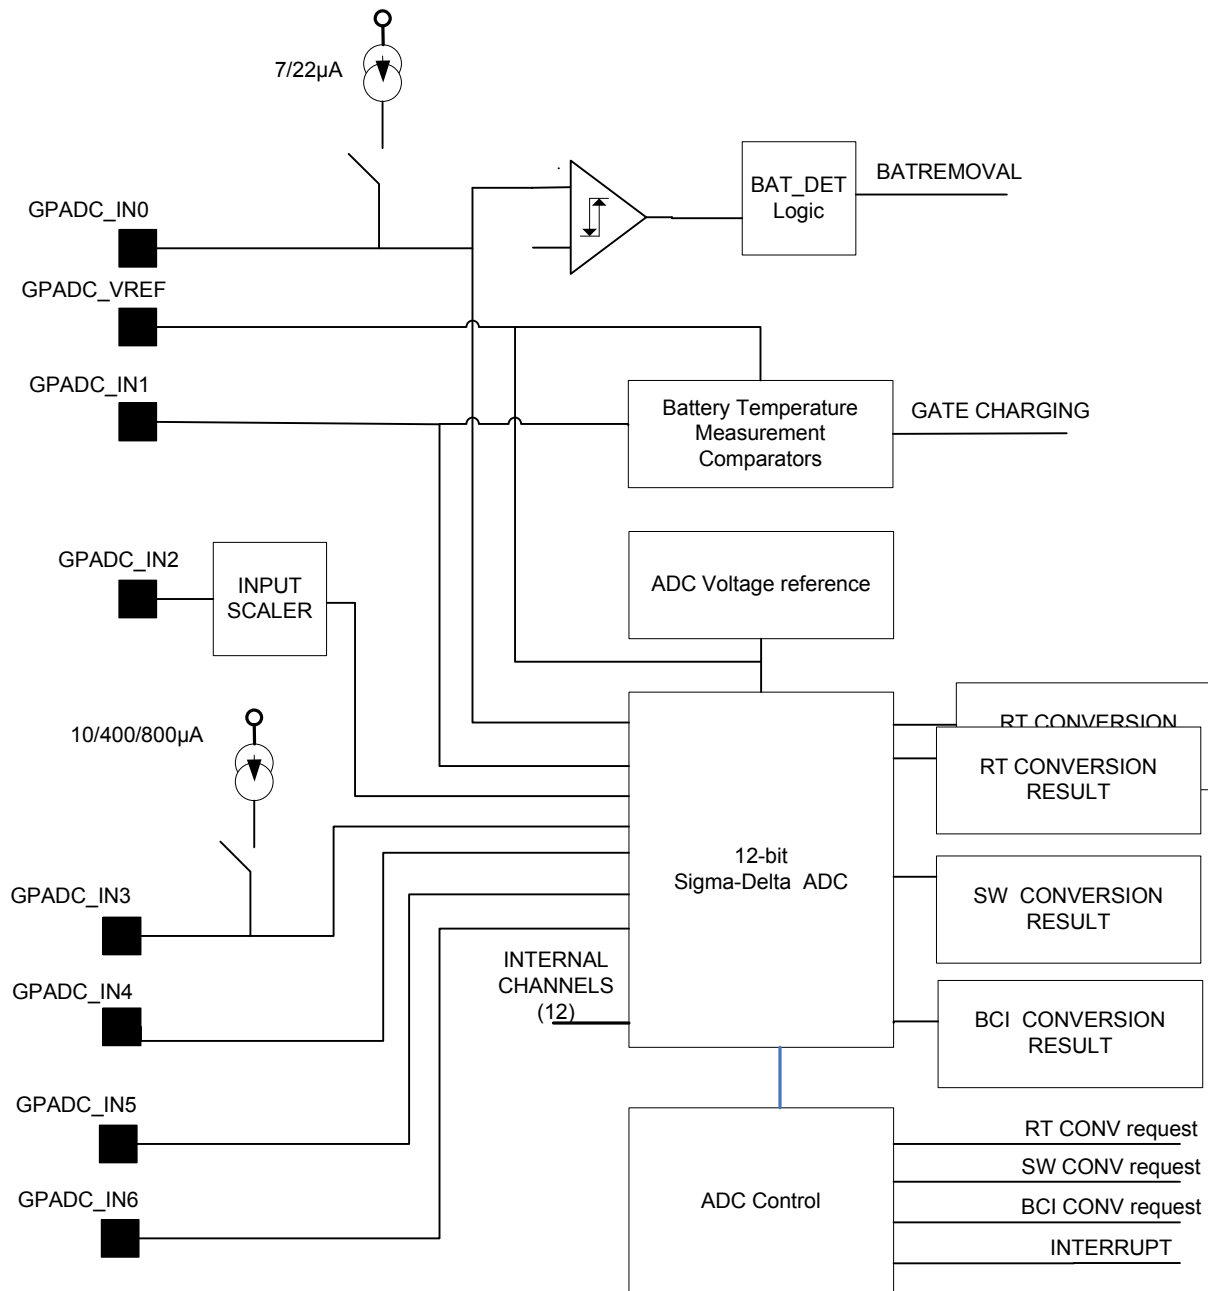 7/22µA
GPADC_IN0
BAT_DET
Logic
BATREMOVAL
GPADC_VREF
GPADC_IN1
Battery Temperature
Measurement
Comparators
GATE CHARGING
GPADC_IN2
INPUT
SCALER
ADC Voltage reference
10/400/800µA
RT CONVERSION
RT CONVERSION
RESULT
12-bit
Sigma-Delta ADC
SW CONVERSION
RESULT
GPADC_IN3
INTERNAL
CHANNELS
(12)
GPADC_IN4
BCI CONVERSION
RESULT
GPADC_IN5
GPADC_IN6
ADC Control
RT CONV request
SW CONV request
BCI CONV request
INTERRUPT